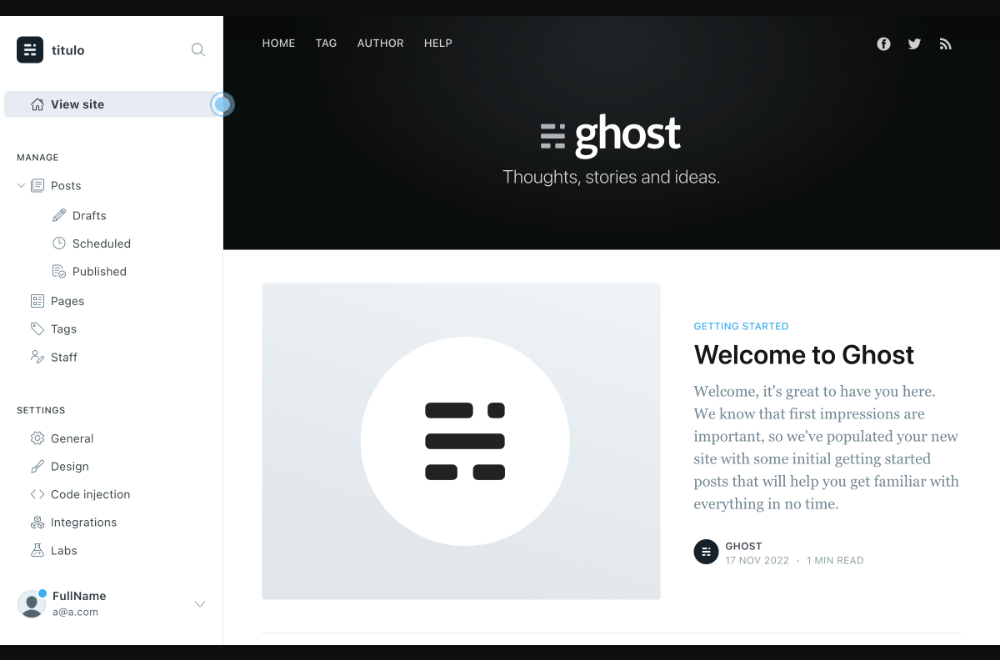 titulo
View site
MANAGE
Posts
Drafts
Scheduled
Published
Pages
Tags
Staff
SETTINGS
General
Design
Code injection
Integrations
Labs
FullName
a@a.com
HOME TAG AUTHOR HELP
ghost
Thoughts, stories and ideas.
GETTING STARTED
Welcome to Ghost
Welcome, it's great to have you here.
We know that first impressions are
important, so we've populated your new
site with some initial getting started
posts that will help you get familiar with
everything in no time.
GHOST
17 NOV 2022 · 1 MIN READ